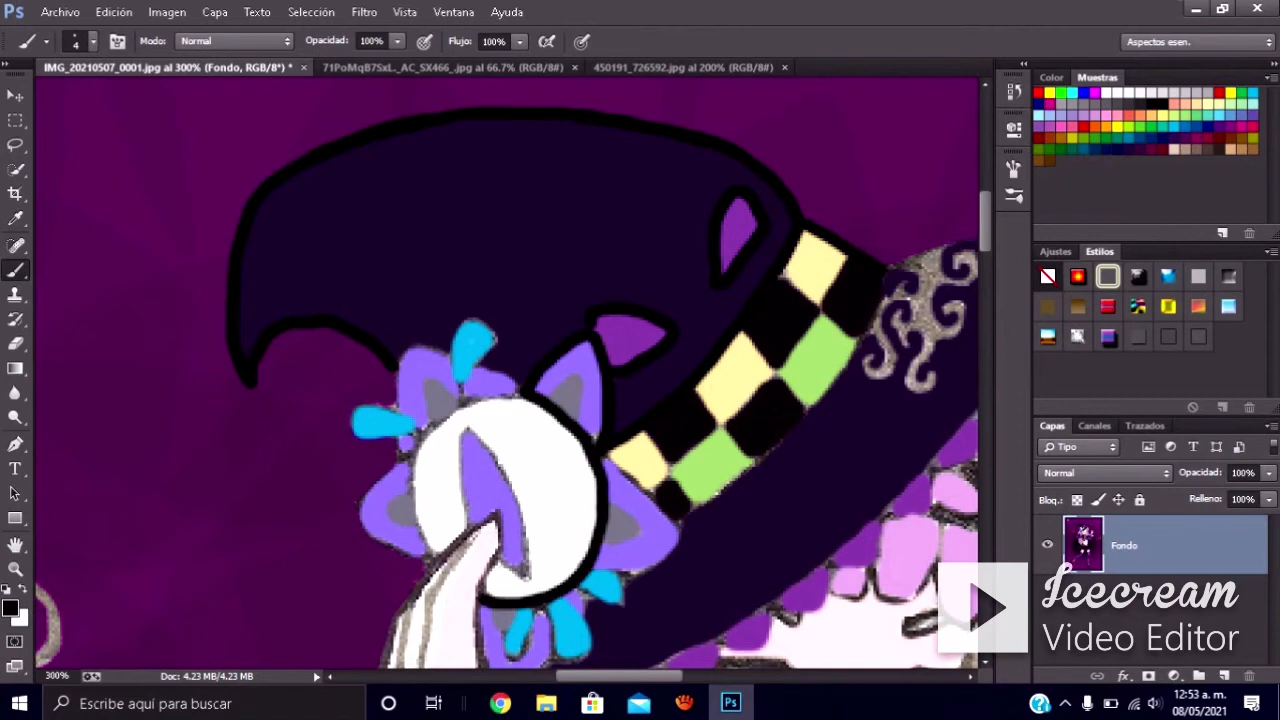 Ps Archivo Edición Imagen Capa Texto Selección Filtro Vista Ventana Ayuda
4 Modo: Normal Opacidad: 100% Flujo: 100% Aspectos esen.
IMG_20210507_0001.jpg al 300% (Fondo, RGB/8*) * × 71PoMqB7SxL._AC_SX466_.jpg al 66.7% (RGB/8#) × 450191_726592.jpg al 200% (RGB/8#) ×
Color Muestras
Ajustes Estilos
Capas Canales Trazados
Tipo
Normal Opacidad: 100%
Bloq.: Relleno: 100%
Fondo
Icecream
Video Editor
300% Doc: 4.23 MB/4.23 MB
Escribe aquí para buscar
Ps
12:53 a. m.
08/05/2021